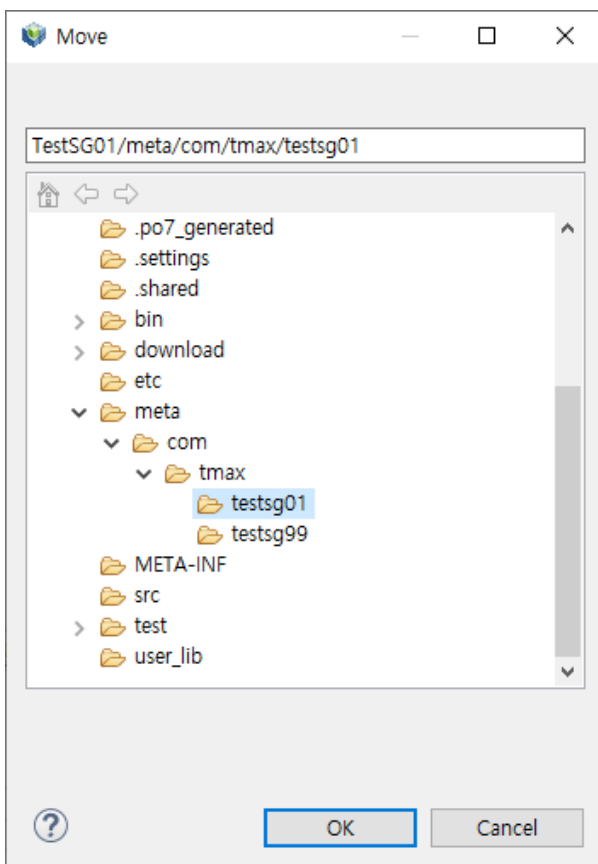 Move
TestSG01/meta/com/tmax/testsg01
.po7_generated
.settings
.shared
bin
download
etc
meta
com
tmax
testsg01
testsg99
META-INF
src
test
user_lib
OK
Cancel